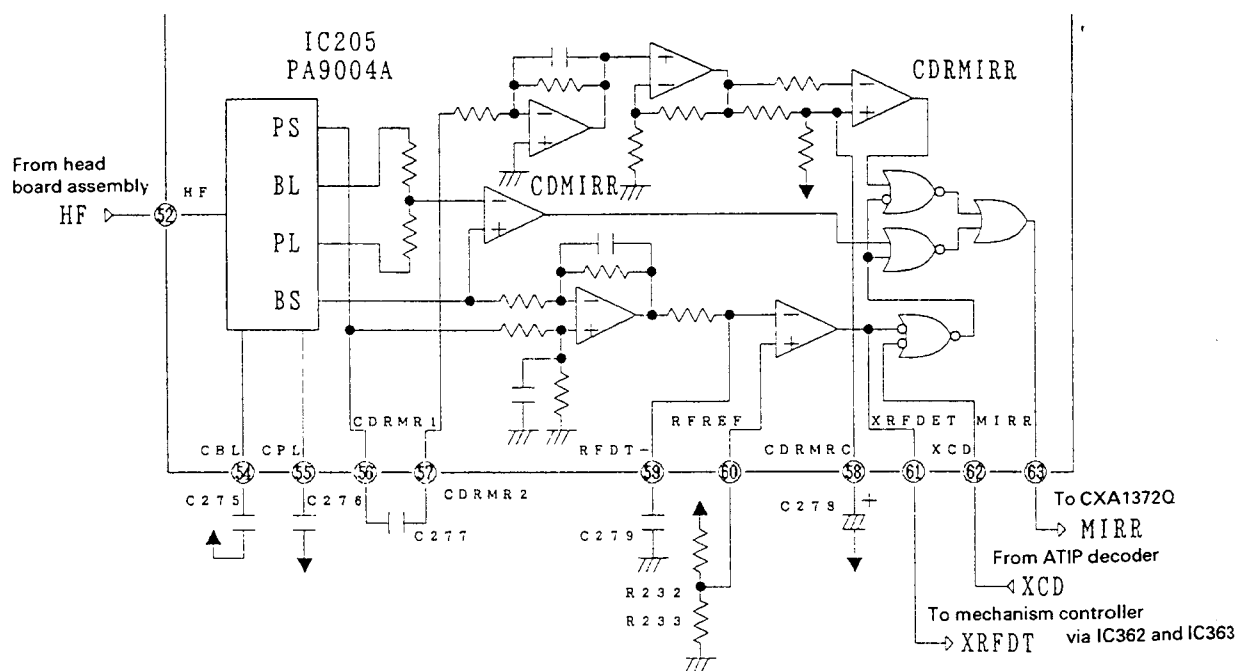 IC205
PA9004A
CDRMIRR
PS
From head
board assembly
HF
HF
52
BL
CDMIRR
PL
BS
CDRMR1
RFREF
XRFDET
MIRR
CBL
CPL
RFDT-
CDRMRC
XCD
54
55
56
57
59
60
58
61
62
63
C275
C276
CDRMR2
C278
+
To CXA1372Q
C277
C279
MIRR
From ATIP decoder
R232
XCD
R233
To mechanism controller
via IC362 and IC363
XRFDT